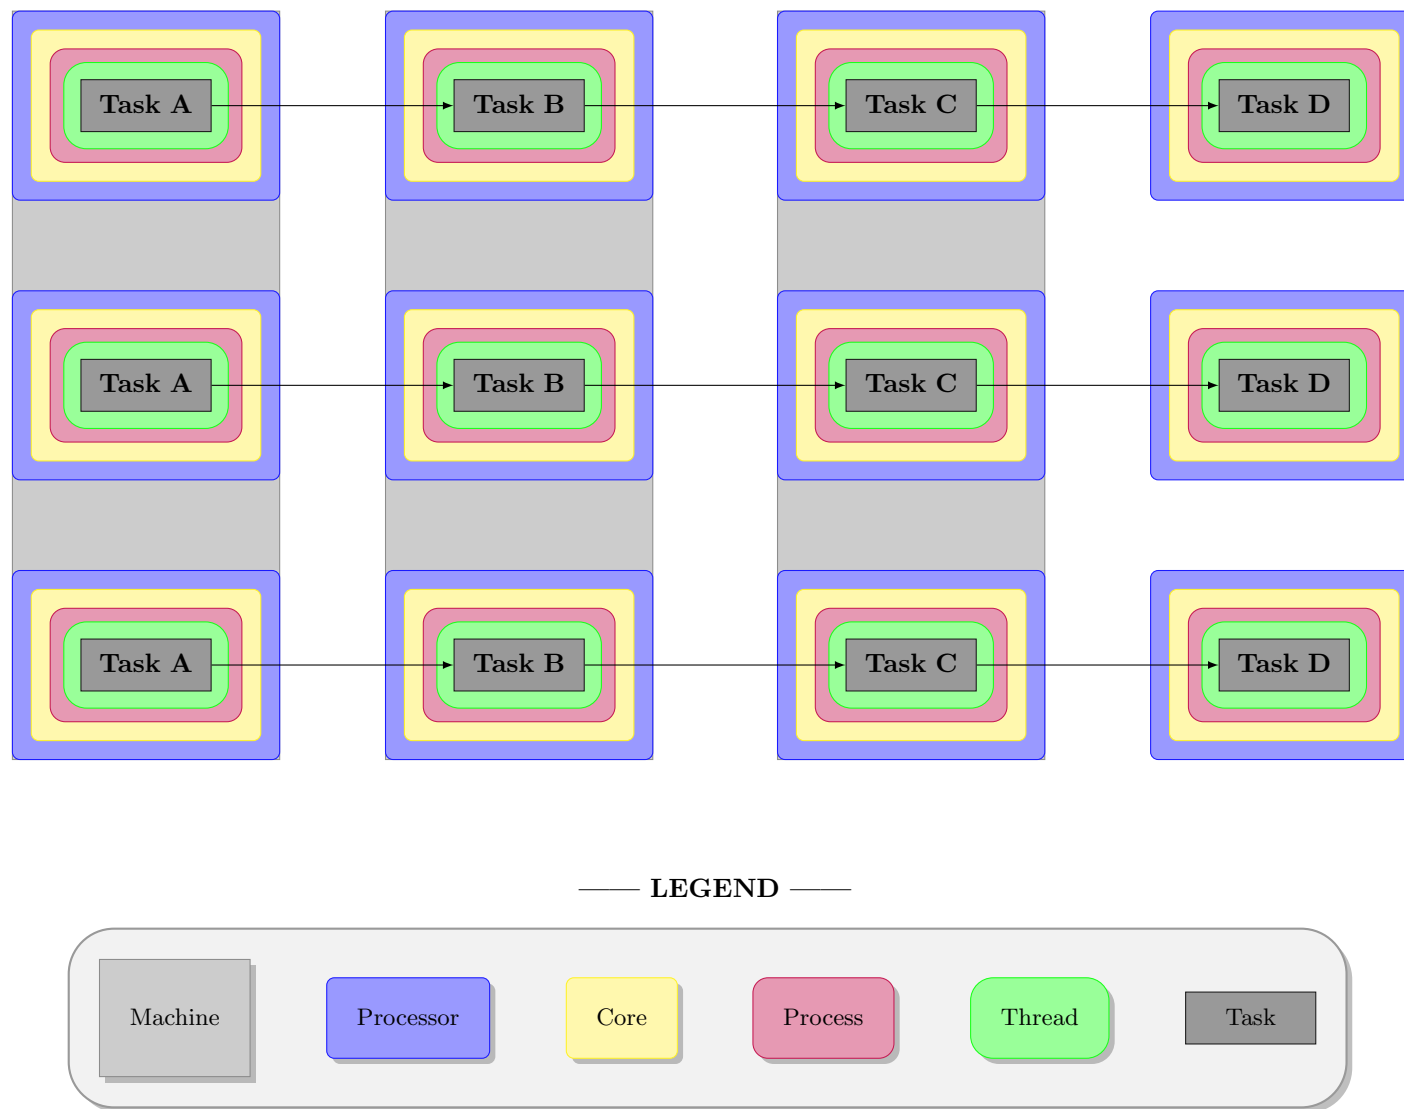 Task A Task B Task C Task D
Task A Task B Task C Task D
Task A Task B Task C Task D
LEGEND
Machine Processor Core Process Thread Task